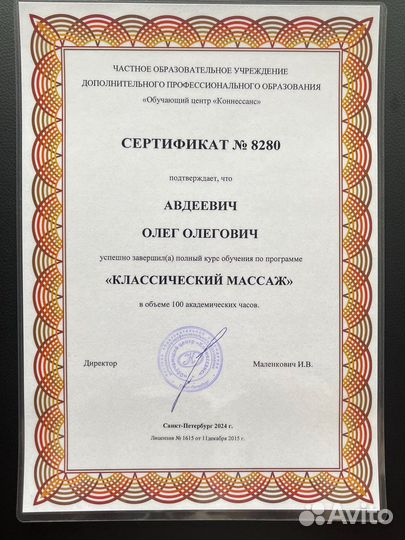 ЧАСТНОЕ ОБРАЗОВАТЕЛЬНОЕ УЧРЕЖДЕНИЕ
ДОПОЛНИТЕЛЬНОГО ПРОФЕССИОНАЛЬНОГО ОБРАЗОВАНИЯ
«Обучающий центр «Коннессанс»
СЕРТИФИКАТ № 8280
подтверждает, что
АВДЕЕВИЧ
ОЛЕГ ОЛЕГОВИЧ
успешно завершил(а) полный курс обучения по программе
«КЛАССИЧЕСКИЙ МАССАЖ»
в объеме 100 академических часов.
Директор Маленкович И.В.
Санкт-Петербург 2024 г.
Лицензия № 1615 от 11декабря 2015 г.
Avito